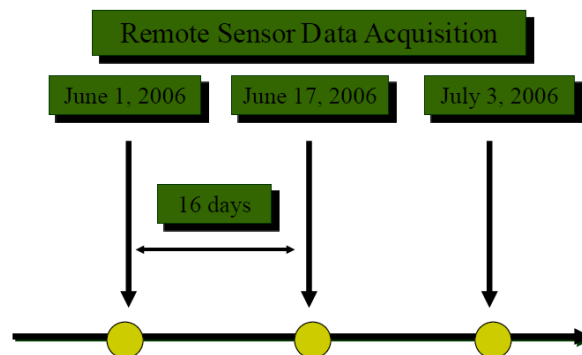 Remote Sensor Data Acquisition
June 1, 2006
June 17, 2006
July 3, 2006
16 days